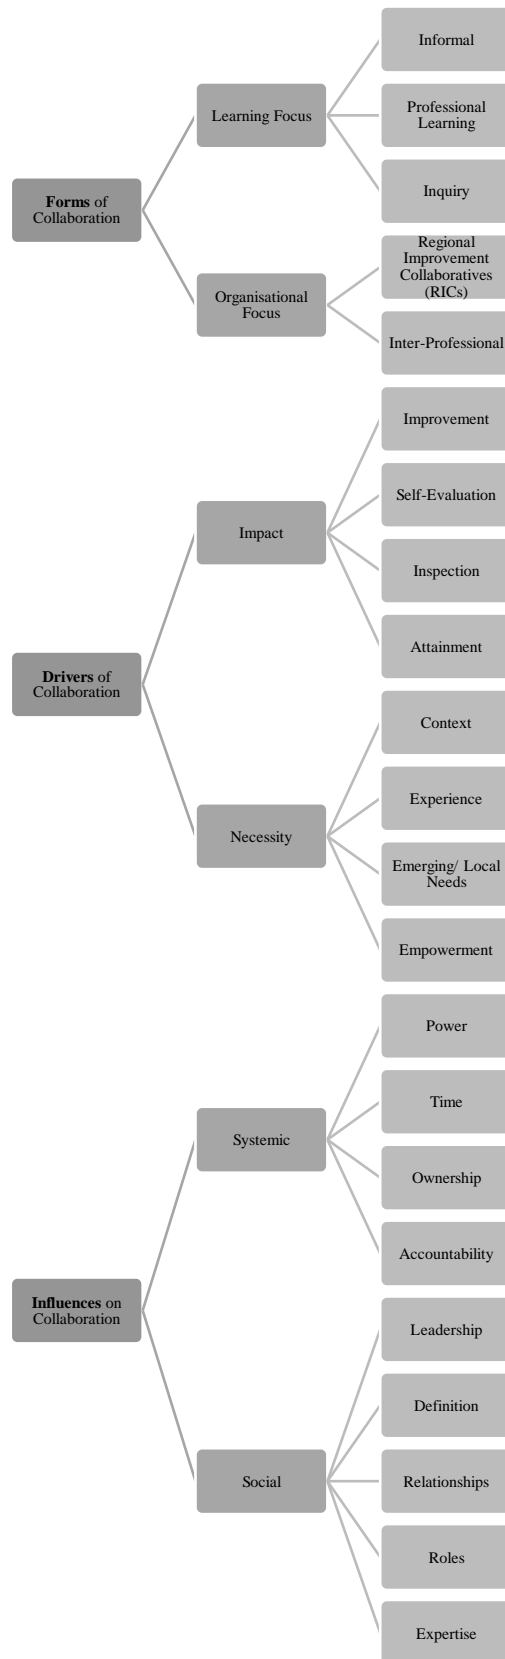 Forms of
Collaboration
Learning Focus
Informal
Professional
Learning
Inquiry
Organisational
Focus
Regional
Improvement
Collaboratives
(RICs)
Inter-Professional
Drivers of
Collaboration
Impact
Improvement
Self-Evaluation
Inspection
Attainment
Necessity
Context
Experience
Emerging/ Local
Needs
Empowerment
Influences on
Collaboration
Systemic
Power
Time
Ownership
Accountability
Social
Leadership
Definition
Relationships
Roles
Expertise